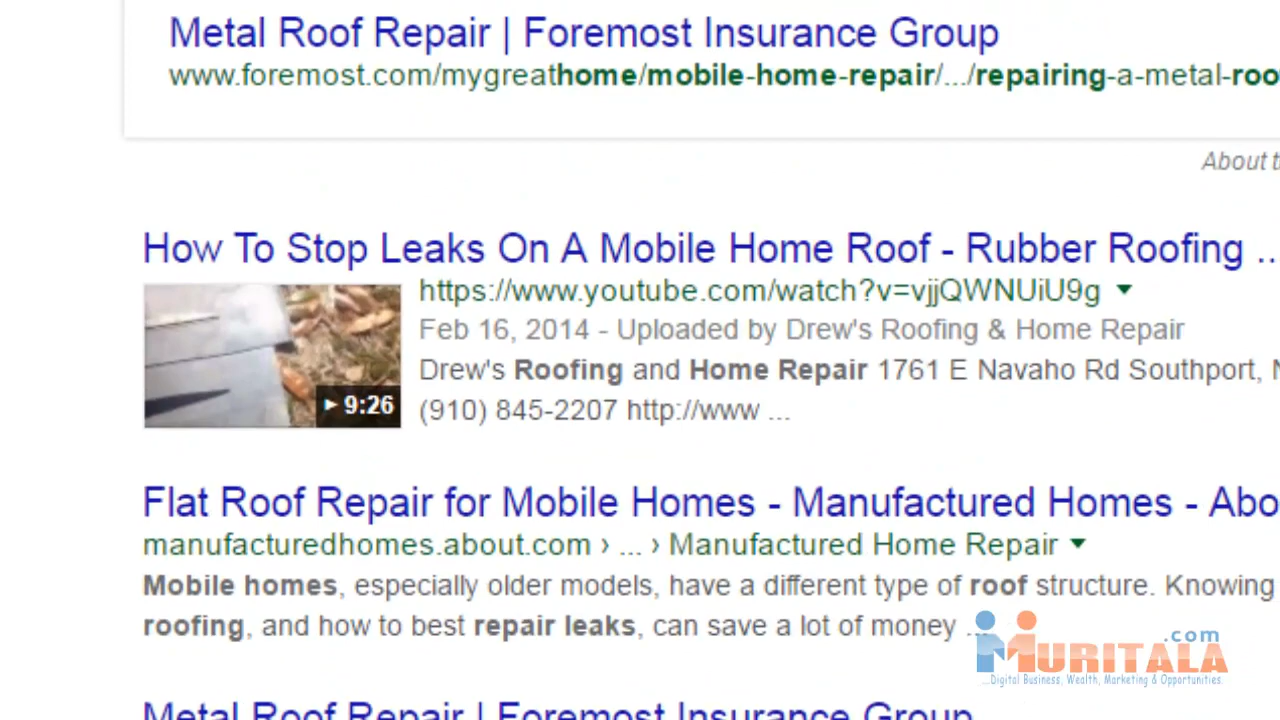 Metal Roof Repair | Foremost Insurance Group
www.foremost.com/mygreathome/mobile-home-repair/.../repairing-a-metal-roo
About t
How To Stop Leaks On A Mobile Home Roof - Rubber Roofing ...
https://www.youtube.com/watch?v=vjjQWNUiU9g
Feb 16, 2014 - Uploaded by Drew's Roofing & Home Repair
Drew's Roofing and Home Repair 1761 E Navaho Rd Southport, N
(910) 845-2207 http://www ...
9:26
Flat Roof Repair for Mobile Homes - Manufactured Homes - Abo
manufacturedhomes.about.com › ... › Manufactured Home Repair
Mobile homes, especially older models, have a different type of roof structure. Knowing
roofing, and how to best repair leaks, can save a lot of money ...
MURITALA.com
...Digital Business, Wealth, Marketing & Opportunities
Metal Roof Repair | Foremost Insurance Group